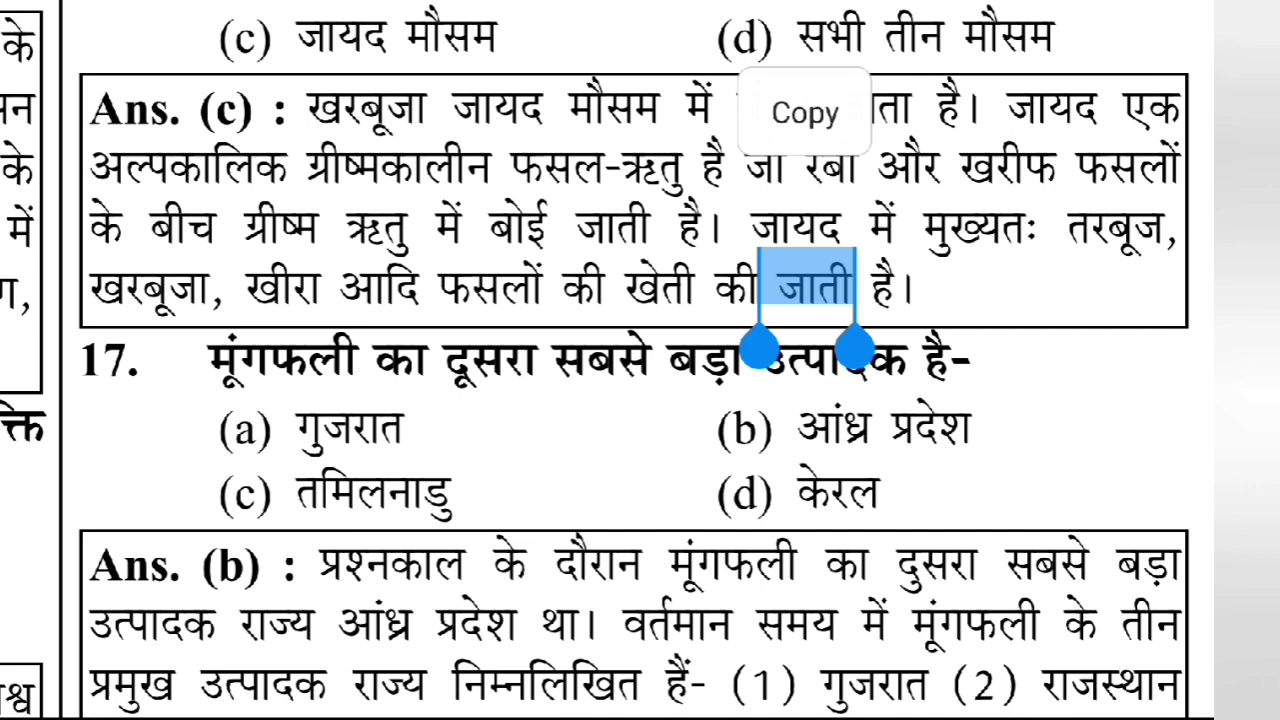 के
(c) जायद मौसम (d) सभी तीन मौसम
Ans. (c) : खरबूजा जायद मौसम में जाता है। जायद एक
Copy
अल्पकालिक ग्रीष्मकालीन फसल-ऋतु है जो रबी और खरीफ फसलों
के
के बीच ग्रीष्म ऋतु में बोई जाती है। जायद में मुख्यतः तरबूज,
में
खरबूजा, खीरा आदि फसलों की खेती की जाती है।
17. मूंगफली का दूसरा सबसे बड़ा उत्पादक है-
(a) गुजरात (b) आंध्र प्रदेश
(c) तमिलनाडु (d) केरल
Ans. (b) : प्रश्नकाल के दौरान मूंगफली का दुसरा सबसे बड़ा
उत्पादक राज्य आंध्र प्रदेश था। वर्तमान समय में मूंगफली के तीन
प्रमुख उत्पादक राज्य निम्नलिखित हैं- (1) गुजरात (2) राजस्थान